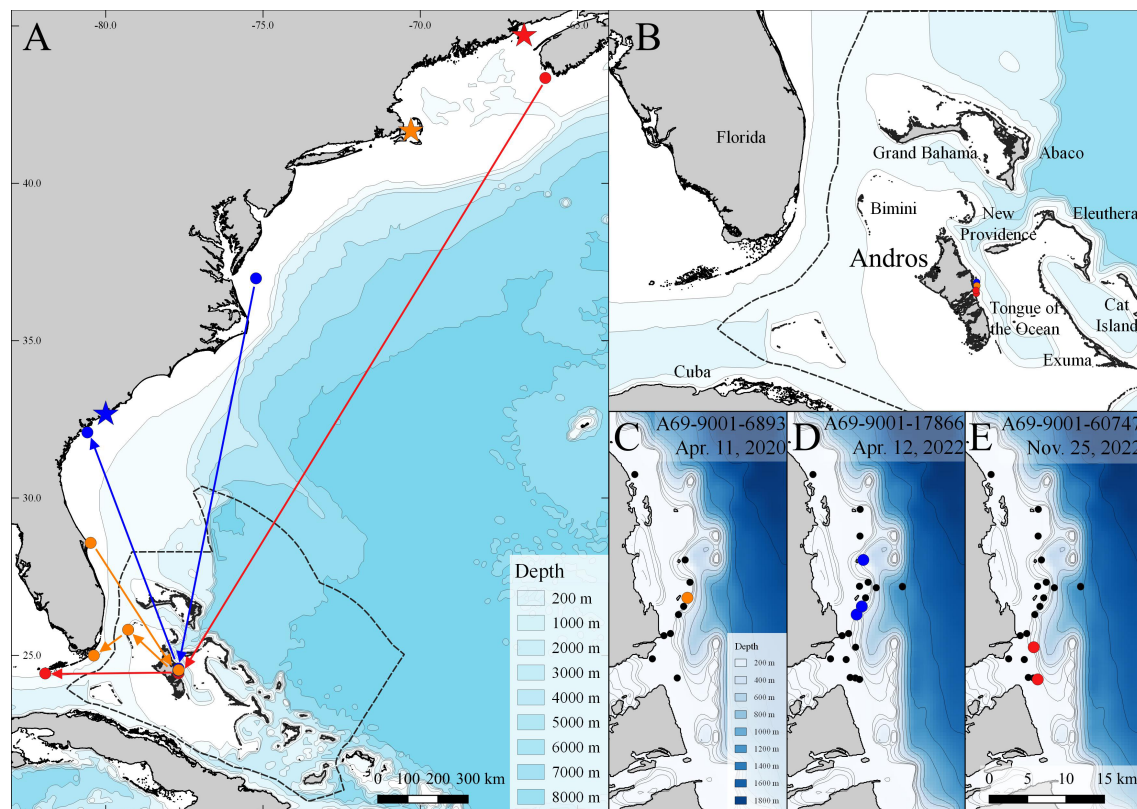 A
-80.0
-75.0
-70.0
-65.0
40.0
35.0
30.0
25.0
Depth
200 m
1000 m
2000 m
3000 m
4000 m
5000 m
6000 m
7000 m
8000 m
0 100 200 300 km
B
Florida
Grand Bahama
Abaco
Bimini
New
Providence
Eleuthera
Andros
Tongue of
the Ocean
Cat
Island
Exuma
Cuba
C
A69-9001-6893
Apr. 11, 2020
Depth
200 m
400 m
600 m
800 m
1000 m
1200 m
1400 m
1600 m
1800 m
D
A69-9001-17866
Apr. 12, 2022
E
A69-9001-60747
Nov. 25, 2022
0 5 10 15 km